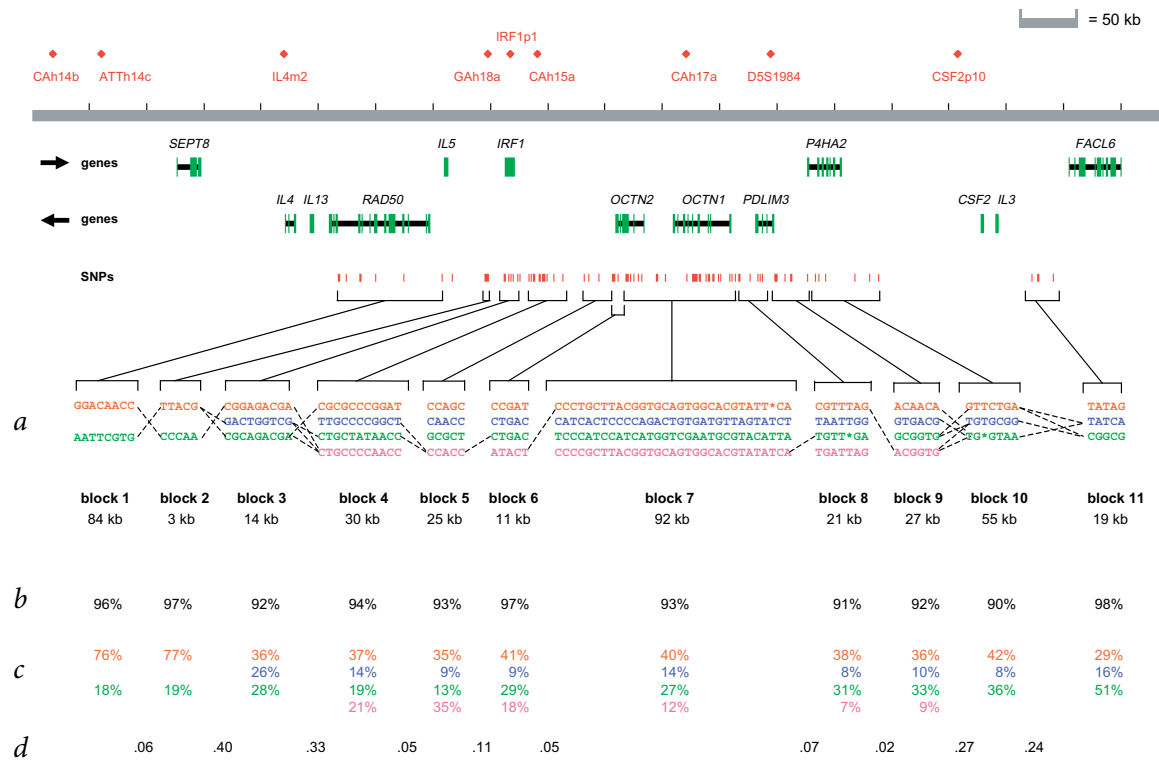 = 50 kb
IRF1p1
CAh14b ATTh14c IL4m2 GAh18a CAh15a CAh17a D5S1984 CSF2p10
SEPT8 IL5 IRF1 P4HA2 FACL6
genes
IL4 IL13 RAD50 OCTN2 OCTN1 PDLIM3 CSF2 IL3
genes
SNPs
a
GGACAACC TTACG CGGAGACGA CGCGCCCGGAT CCAGC CCGAT CCCTGCTTACGGTGCAGTGGCACGTATT*CA CGTTTAG ACAACA GTTCTGA TATAG
GACTGGTCG TTGCCCCGGCT CAACC CTGAC CATCACTCCCCAGACTGTGATGTTAGTATCT TAATTGG GTGACG TGTGCGG TATCA
AATTCGTG CCCAA CGCAGACGA CTGCTATAACC GCGCT CTGAC TCCCATCCATCATGGTCGAATGCGTACATTA TGTT*GA GCGGTG TG*GTAA CGGCG
CTGCCCCAACC CCACC ATACT CCCCGCTTACGGTGCAGTGGCACGTATATCA TGATTAG ACGGTG
block 1 block 2 block 3 block 4 block 5 block 6 block 7 block 8 block 9 block 10 block 11
84 kb 3 kb 14 kb 30 kb 25 kb 11 kb 92 kb 21 kb 27 kb 55 kb 19 kb
b
96% 97% 92% 94% 93% 97% 93% 91% 92% 90% 98%
c
76% 77% 36% 37% 35% 41% 40% 38% 36% 42% 29%
26% 14% 9% 9% 14% 8% 10% 8% 16%
18% 19% 28% 19% 13% 29% 27% 31% 33% 36% 51%
21% 35% 18% 12% 7% 9%
d
.06 .40 .33 .05 .11 .05 .07 .02 .27 .24